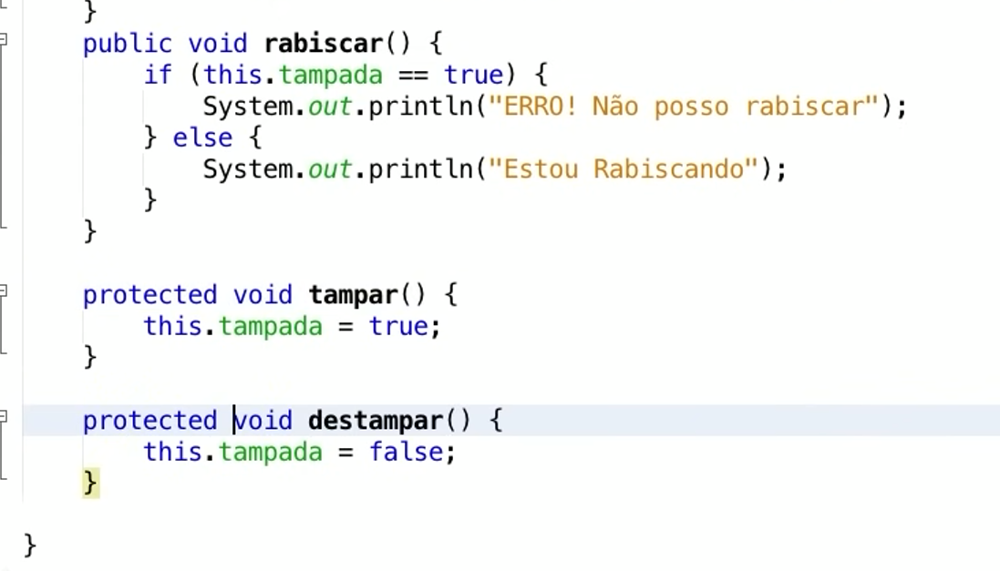 }
public void rabiscar() {
if (this.tampada == true) {
System.out.println("ERRO! Não posso rabiscar");
} else {
System.out.println("Estou Rabiscando");
}
}
protected void tampar() {
this.tampada = true;
}
protected void destampar() {
this.tampada = false;
}
}